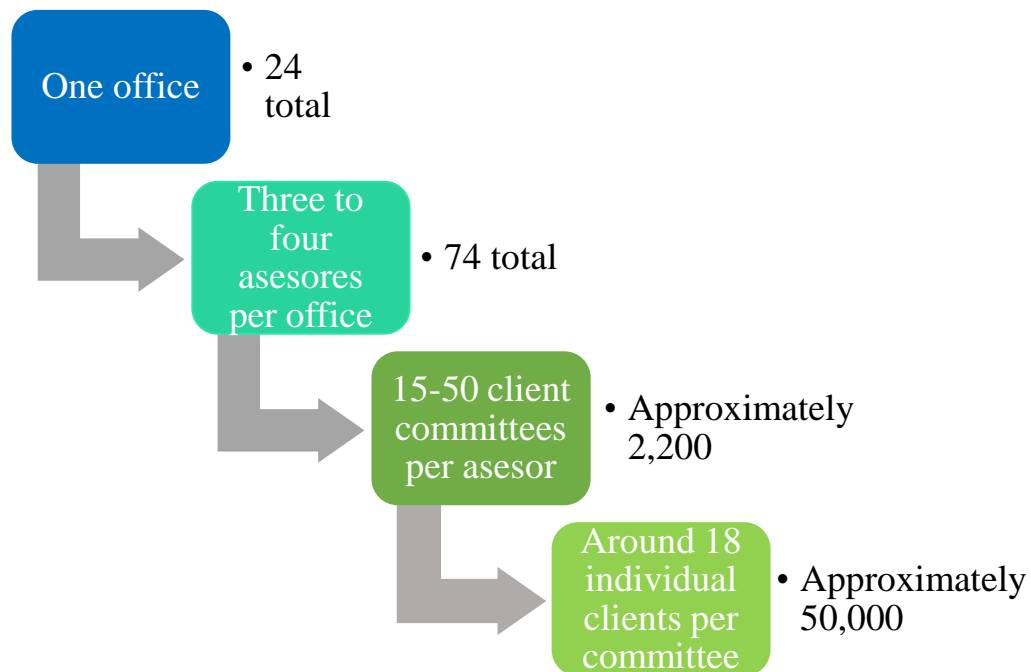 One office
• 24
total
Three to
four
asesores
per office
• 74 total
15-50 client
committees
per asesor
• Approximately
2,200
Around 18
individual
clients per
committee
• Approximately
50,000